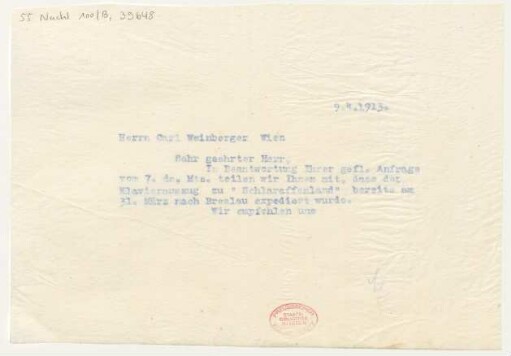 ST Nachl 100/B, 39648
9.4.1913.
Herrn Carl Weinberger Wien
Sehr geehrter Herr,
In Beantwortung Ihrer gefl. Anfrage
vom 7. ds. Mts. teilen wir Ihnen mit, dass der
Klavierauszug zu " Schlaraffenland" bereits am
31. März nach Breslau expediert wurde.
Wir empfehlen uns